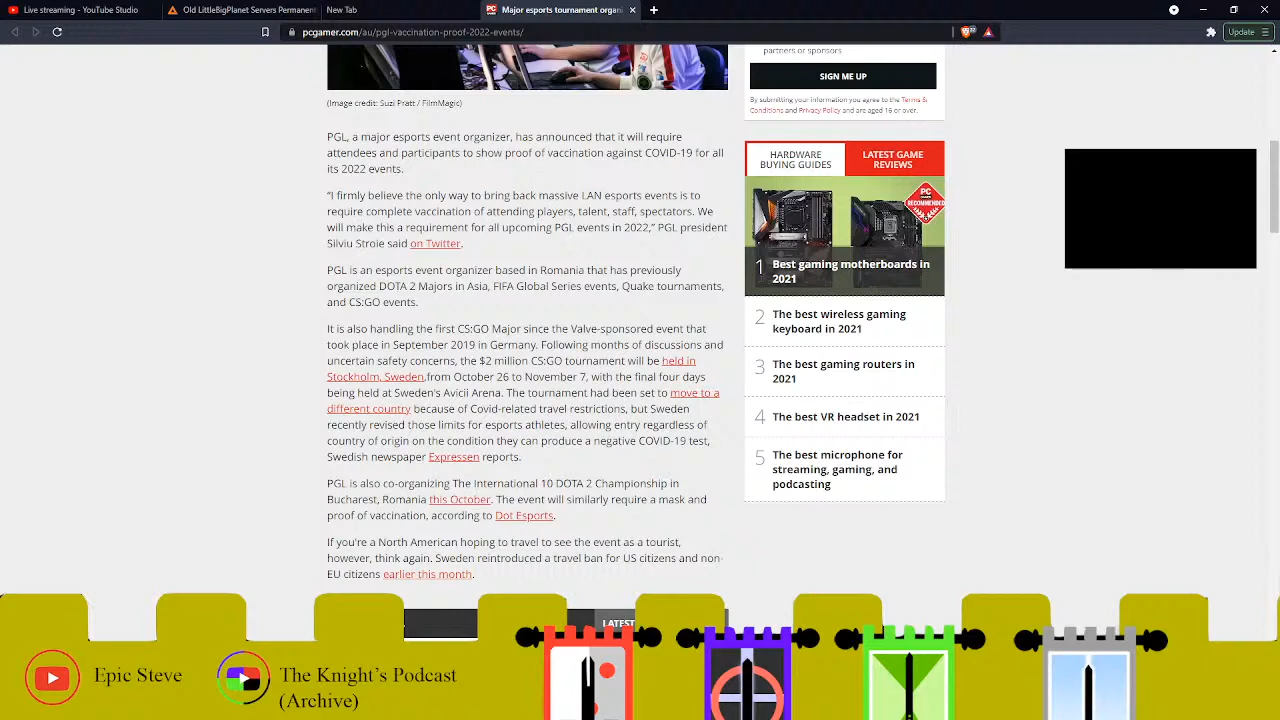 Live streaming - YouTube Studio
Old LittleBigPlanet Servers Permanent
New Tab
Major esports tournament organi
pcgamer.com/au/pgl-vaccination-proof-2022-events/
22
Update
(Image credit: Suzi Pratt / FilmMagic)
PGL, a major esports event organizer, has announced that it will require
attendees and participants to show proof of vaccination against COVID-19 for all
its 2022 events.
“I firmly believe the only way to bring back massive LAN esports events is to
require complete vaccination of attending players, talent, staff, spectators. We
will make this a requirement for all upcoming PGL events in 2022,” PGL president
Silviu Stroie said on Twitter.
PGL is an esports event organizer based in Romania that has previously
organized DOTA 2 Majors in Asia, FIFA Global Series events, Quake tournaments,
and CS:GO events.
It is also handling the first CS:GO Major since the Valve-sponsored event that
took place in September 2019 in Germany. Following months of discussions and
uncertain safety concerns, the $2 million CS:GO tournament will be held in
Stockholm, Sweden,from October 26 to November 7, with the final four days
being held at Sweden's Avicii Arena. The tournament had been set to move to a
different country because of Covid-related travel restrictions, but Sweden
recently revised those limits for esports athletes, allowing entry regardless of
country of origin on the condition they can produce a negative COVID-19 test,
Swedish newspaper Expressen reports.
PGL is also co-organizing The International 10 DOTA 2 Championship in
Bucharest, Romania this October. The event will similarly require a mask and
proof of vaccination, according to Dot Esports.
If you're a North American hoping to travel to see the event as a tourist,
however, think again. Sweden reintroduced a travel ban for US citizens and non-
EU citizens earlier this month.
LATEST
partners or sponsors
SIGN ME UP
By submitting your information you agree to the Terms &
Conditions and Privacy Policy and are aged 16 or over.
HARDWARE
BUYING GUIDES
LATEST GAME
REVIEWS
PC
GAMER
RECOMMENDED
1 Best gaming motherboards in
2021
2 The best wireless gaming
keyboard in 2021
3 The best gaming routers in
2021
4 The best VR headset in 2021
5 The best microphone for
streaming, gaming, and
podcasting
Epic Steve
The Knight's Podcast
(Archive)